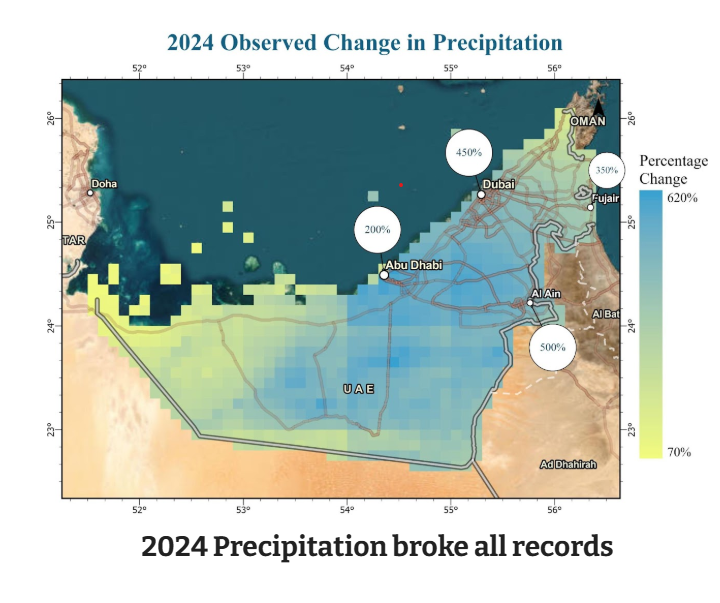 2024 Observed Change in Precipitation
52° 53° 54° 55° 56°
26° 26°
OMAN
450%
Percentage
Change
350%
620%
Doha
Dubai
Fujair
25° 25°
200%
TAR
Abu Dhabi
Al Ain
Al Bat
24° 24°
500%
UAE
23° 23°
70%
Ad Dhahirah
52° 53° 54° 55° 56°
2024 Precipitation broke all records